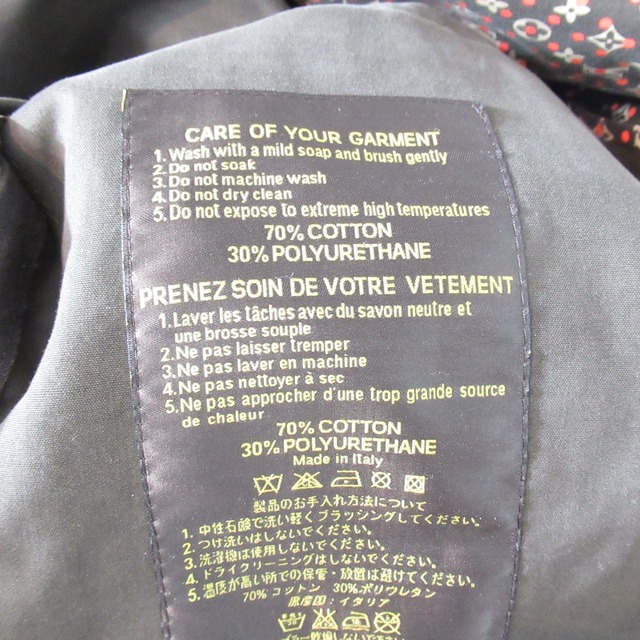 CARE OF YOUR GARMENT
1. Wash with a mild soap and brush gently
2. Do not soak
3. Do not machine wash
4. Do not dry clean
5. Do not expose to extreme high temperatures
70% COTTON
30% POLYURETHANE
PRENEZ SOIN DE VOTRE VETEMENT
1. Laver les tâches avec du savon neutre et
une brosse souple
2. Ne pas laisser tremper
3. Ne pas laver en machine
4. Ne pas nettoyer à sec
5. Ne pas approcher d'une trop grande source
de chaleur
70% COTTON
30% POLYURETHANE
Made in Italy
製品のお手入れ方法について
1. 中性石鹸で洗い軽くブラッシングしてください。
2. つけ洗いはしないでください。
3. 洗濯機は使用しないでください。
4. ドライクリーニングはしないでください。
5. 温度が高い所での保管・放置は避けてください。
70% コットン 30% ポリウレタン
原産国:イタリア